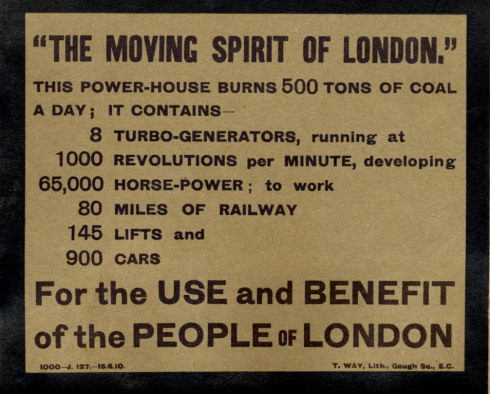 “THE MOVING SPIRIT OF LONDON.”
THIS POWER-HOUSE BURNS 500 TONS OF COAL
A DAY; IT CONTAINS—
8 TURBO-GENERATORS, running at
1000 REVOLUTIONS per MINUTE, developing
65,000 HORSE-POWER; to work
80 MILES OF RAILWAY
145 LIFTS and
900 CARS
For the USE and BENEFIT
of the PEOPLE OF LONDON
1000—J. 127.—15.6.10. T. WAY, Lith., Gough Sq., E.C.